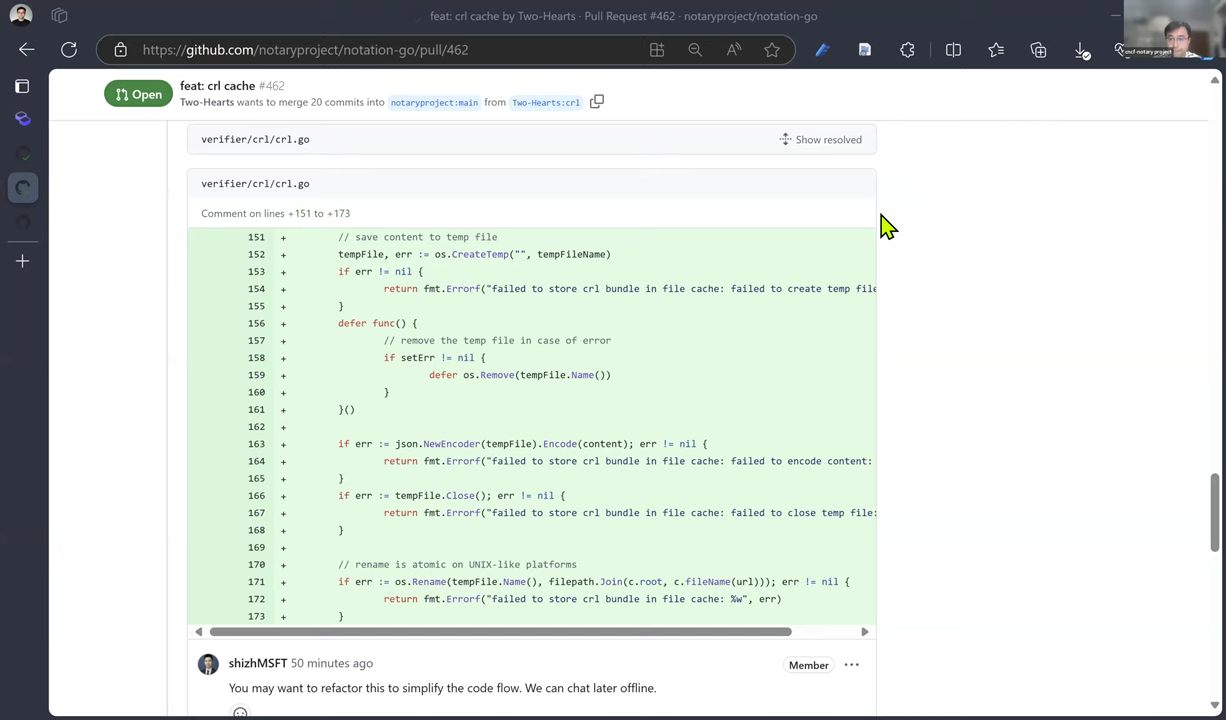 feat: crl cache by Two-Hearts · Pull Request #462 · notaryproject/notation-go
https://github.com/notaryproject/notation-go/pull/462
cncf-notary project
Open
feat: crl cache #462
Two-Hearts wants to merge 20 commits into notaryproject:main from Two-Hearts:crl
verifier/crl/crl.go
Show resolved
verifier/crl/crl.go
Comment on lines +151 to +173
151 + // save content to temp file
152 + tempFile, err := os.CreateTemp("", tempFileName)
153 + if err != nil {
154 + return fmt.Errorf("failed to store crl bundle in file cache: failed to create temp file
155 + }
156 + defer func() {
157 + // remove the temp file in case of error
158 + if setErr != nil {
159 + defer os.Remove(tempFile.Name())
160 + }
161 + }()
162 +
163 + if err := json.NewEncoder(tempFile).Encode(content); err != nil {
164 + return fmt.Errorf("failed to store crl bundle in file cache: failed to encode content:
165 + }
166 + if err := tempFile.Close(); err != nil {
167 + return fmt.Errorf("failed to store crl bundle in file cache: failed to close temp file:
168 + }
169 +
170 + // rename is atomic on UNIX-like platforms
171 + if err := os.Rename(tempFile.Name(), filepath.Join(c.root, c.fileName(url))); err != nil {
172 + return fmt.Errorf("failed to store crl bundle in file cache: %w", err)
173 + }
shizhMSFT 50 minutes ago
Member
You may want to refactor this to simplify the code flow. We can chat later offline.